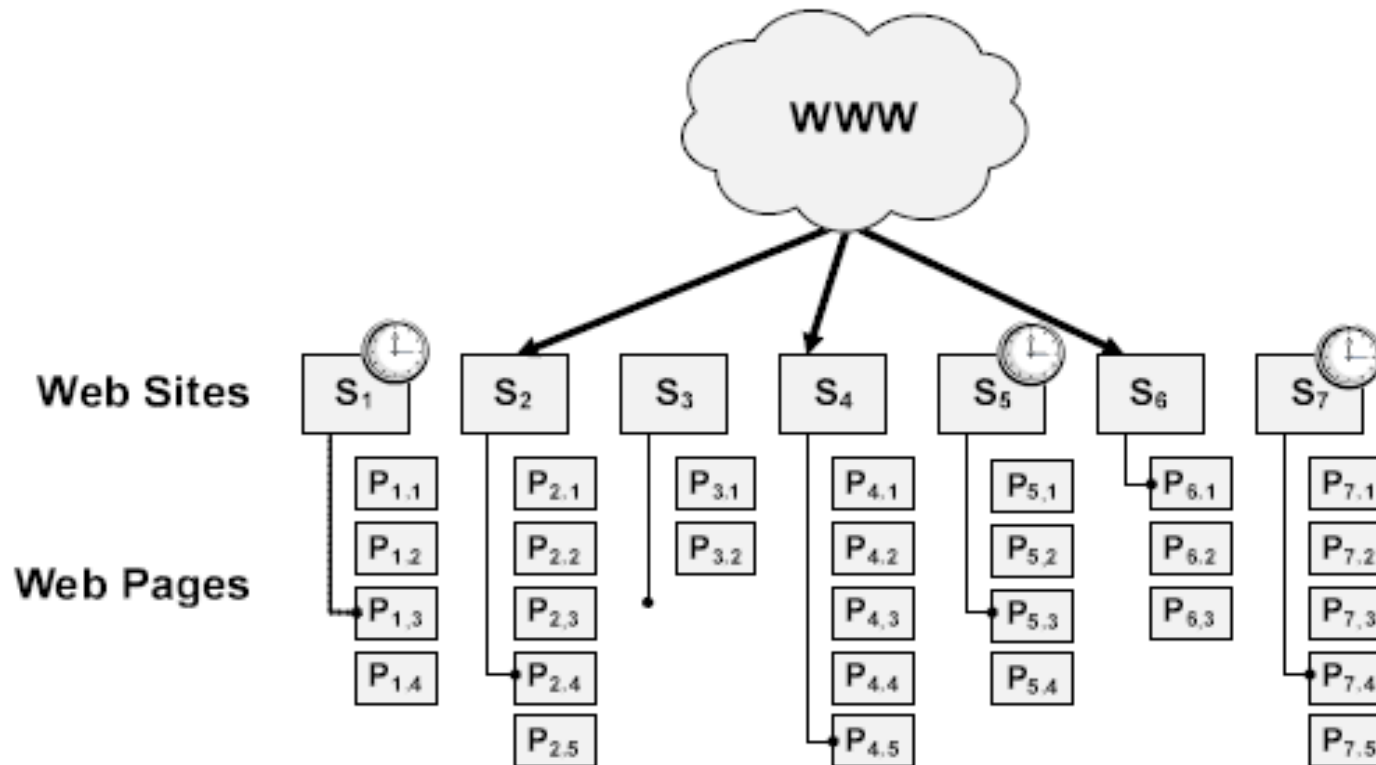 WWW
Web Sites
S1 S2 S3 S4 S5 S6 S7
P1.1 P2.1 P3.1 P4.1 P5,1 P6.1 P7.1
P1.2 P2.2 P3.2 P4.2 P5,2 P6.2 P7.2
Web Pages
P1,3 P2,3 P4,3 P5.3 P6,3 P7,3
P1.4 P2.4 P4.4 P5.4 P7.4
P2.5 P4.5 P7.5